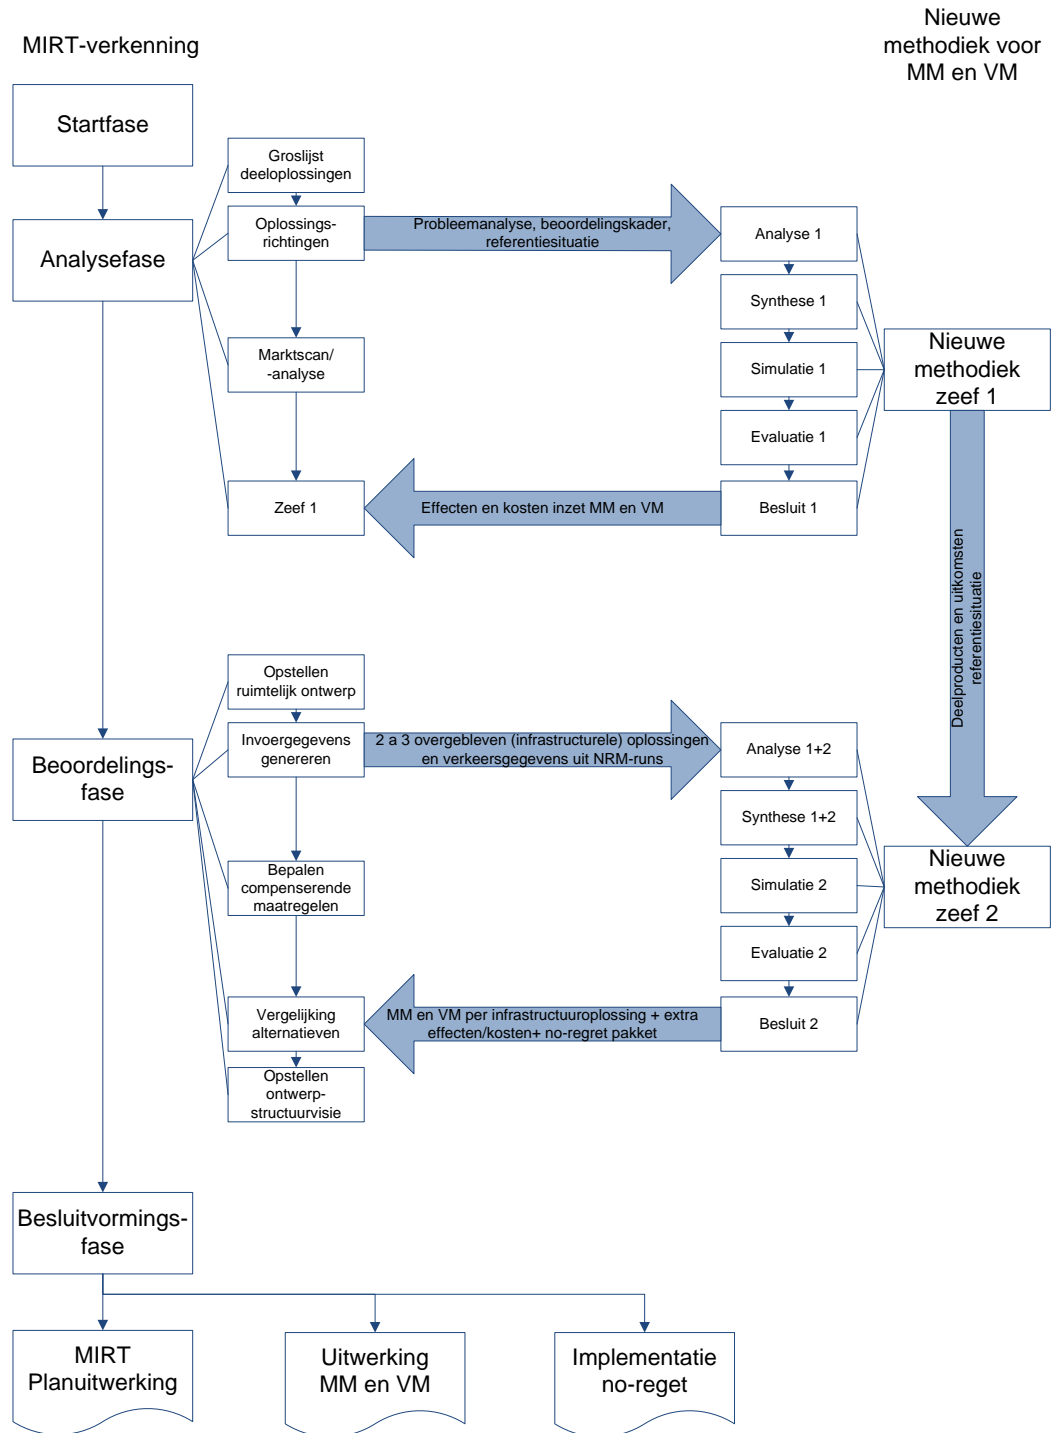 MIRT-verkenning
Nieuwe
methodiek voor
MM en VM
Startfase
Analysefase
Groslijst
deeloplossingen
Oplossings-
richtingen
Marktscan/
-analyse
Zeef 1
Probleemanalyse, beoordelingskader,
referentiesituatie
Analyse 1
Synthese 1
Simulatie 1
Evaluatie 1
Besluit 1
Nieuwe
methodiek
zeef 1
Effecten en kosten inzet MM en VM
Deelproducten en uitkomsten
referentiesituatie
Beoordelings-
fase
Opstellen
ruimtelijk ontwerp
Invoergegevens
genereren
Bepalen
compenserende
maatregelen
Vergelijking
alternatieven
Opstellen
ontwerp-
structuurvisie
2 a 3 overgebleven (infrastructurele) oplossingen
en verkeersgegevens uit NRM-runs
Analyse 1+2
Synthese 1+2
Simulatie 2
Evaluatie 2
Besluit 2
Nieuwe
methodiek
zeef 2
MM en VM per infrastructuuroplossing + extra
effecten/kosten+ no-regret pakket
Besluitvormings-
fase
MIRT
Planuitwerking
Uitwerking
MM en VM
Implementatie
no-reget